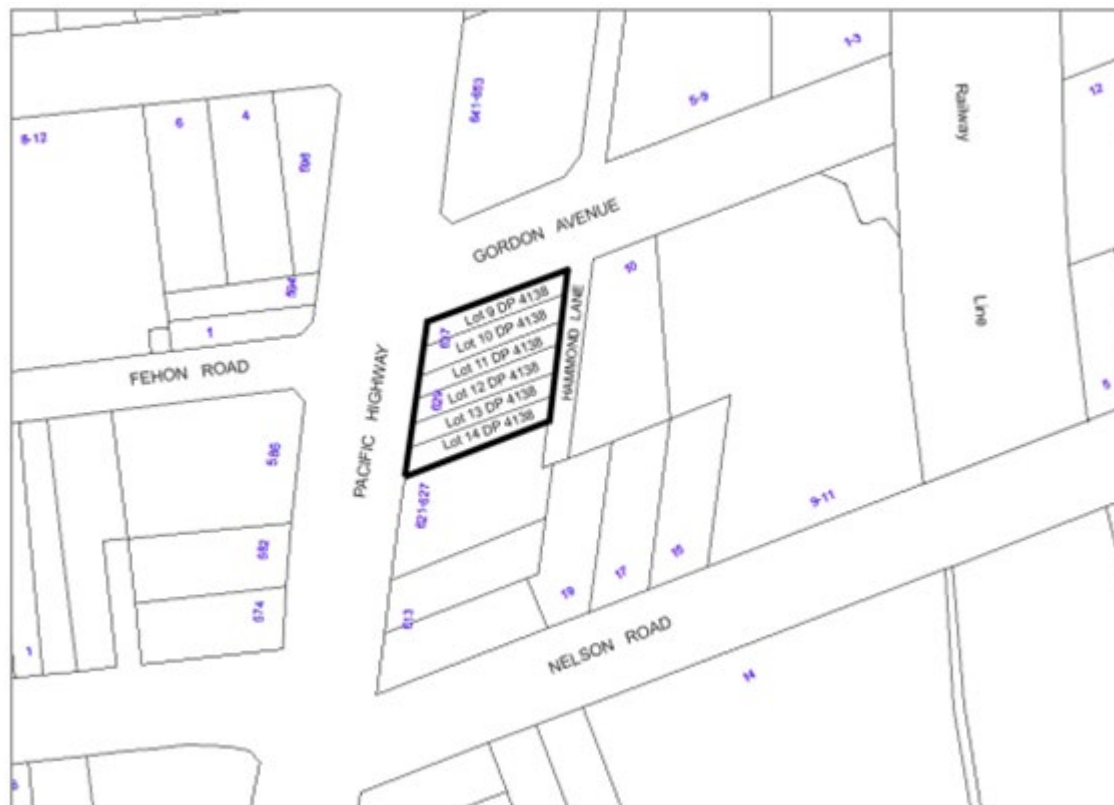 1-3
641-653
5-9
12
Railway
8-12
6
4
598
GORDON AVENUE
10
594
Line
1
Lot 9 DP 4138
637
Lot 10 DP 4138
Lot 11 DP 4138
Lot 12 DP 4138
629
Lot 13 DP 4138
Lot 14 DP 4138
HAMMOND LANE
FEHON ROAD
PACIFIC HIGHWAY
586
621-627
9-11
582
15
17
19
574
613
NELSON ROAD
1
14